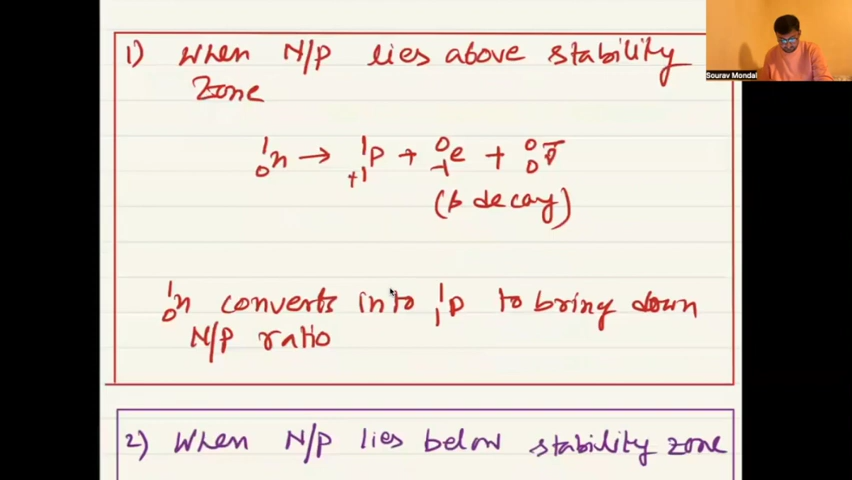 Sourav Mondal
1) When N/P lies above stability
zone
¹₀n → ¹₊₁P + ⁰₋₁e + ⁰₀ν̅
(β decay)
¹₀n converts into ¹₁P to bring down
N/P ratio
2) When N/P lies below stability zone